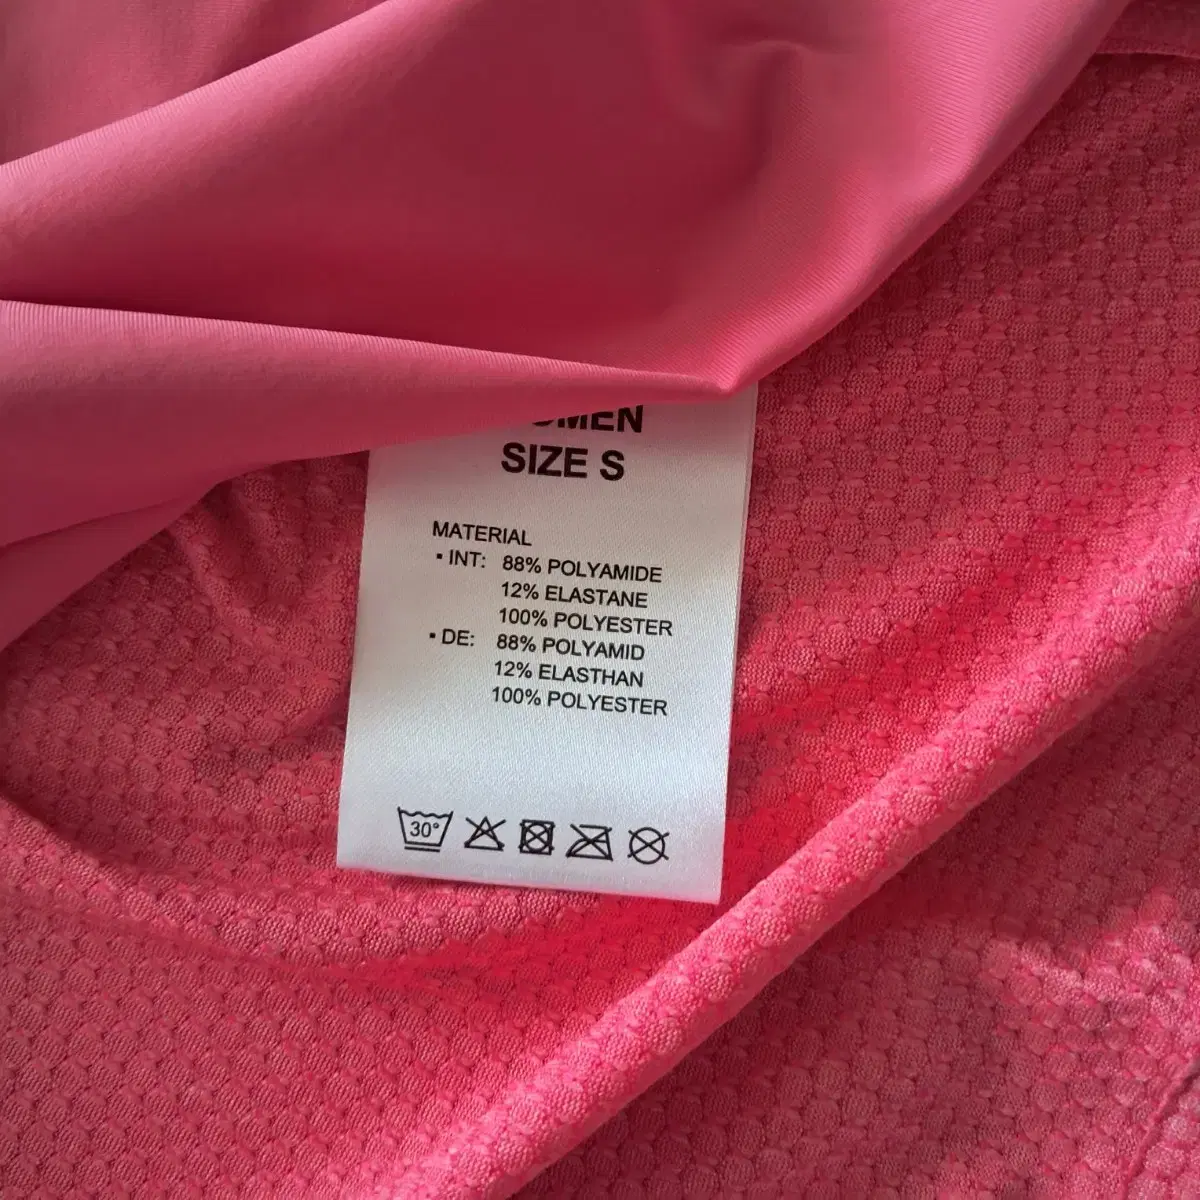 SIZE S
MATERIAL
▪ INT: 88% POLYAMIDE
12% ELASTANE
100% POLYESTER
▪ DE: 88% POLYAMID
12% ELASTHAN
100% POLYESTER
30°